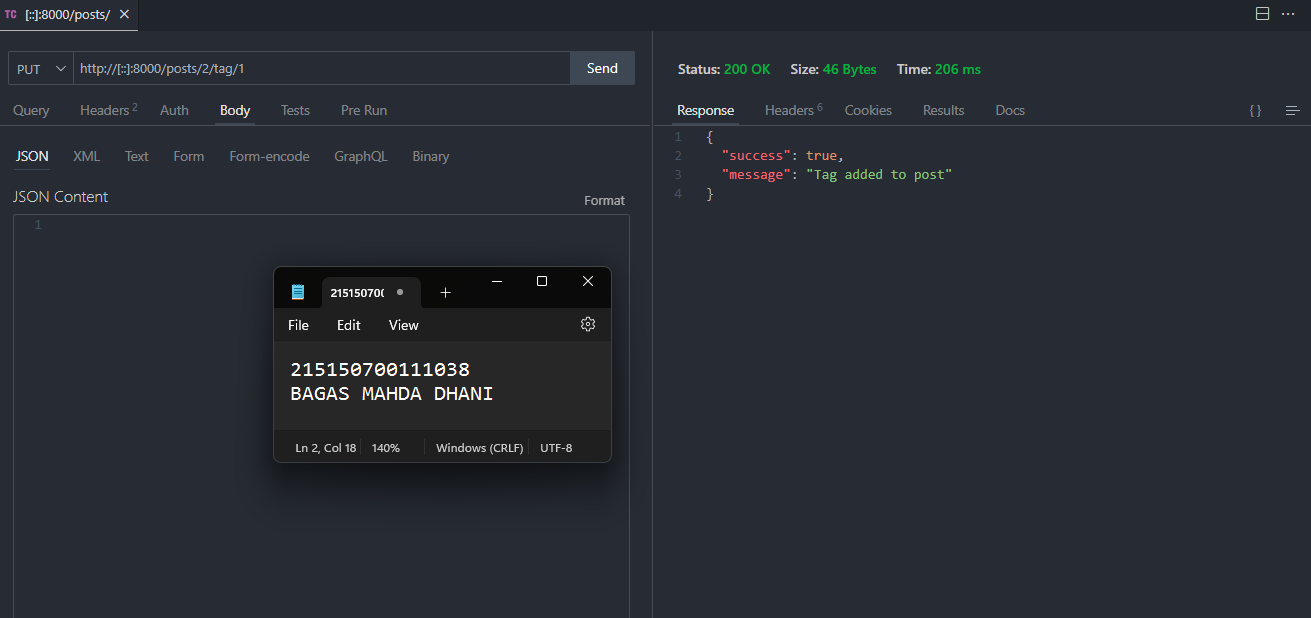 TC [::]:8000/posts/
PUT http://[::]:8000/posts/2/tag/1 Send
Query Headers 2 Auth Body Tests Pre Run
JSON XML Text Form Form-encode GraphQL Binary
JSON Content
Format
1
21515070(
File Edit View
215150700111038
BAGAS MAHDA DHANI
Ln 2, Col 18 140% Windows (CRLF) UTF-8
Status: 200 OK Size: 46 Bytes Time: 206 ms
Response Headers 6 Cookies Results Docs { }
1 {
2 "success": true,
3 "message": "Tag added to post"
4 }